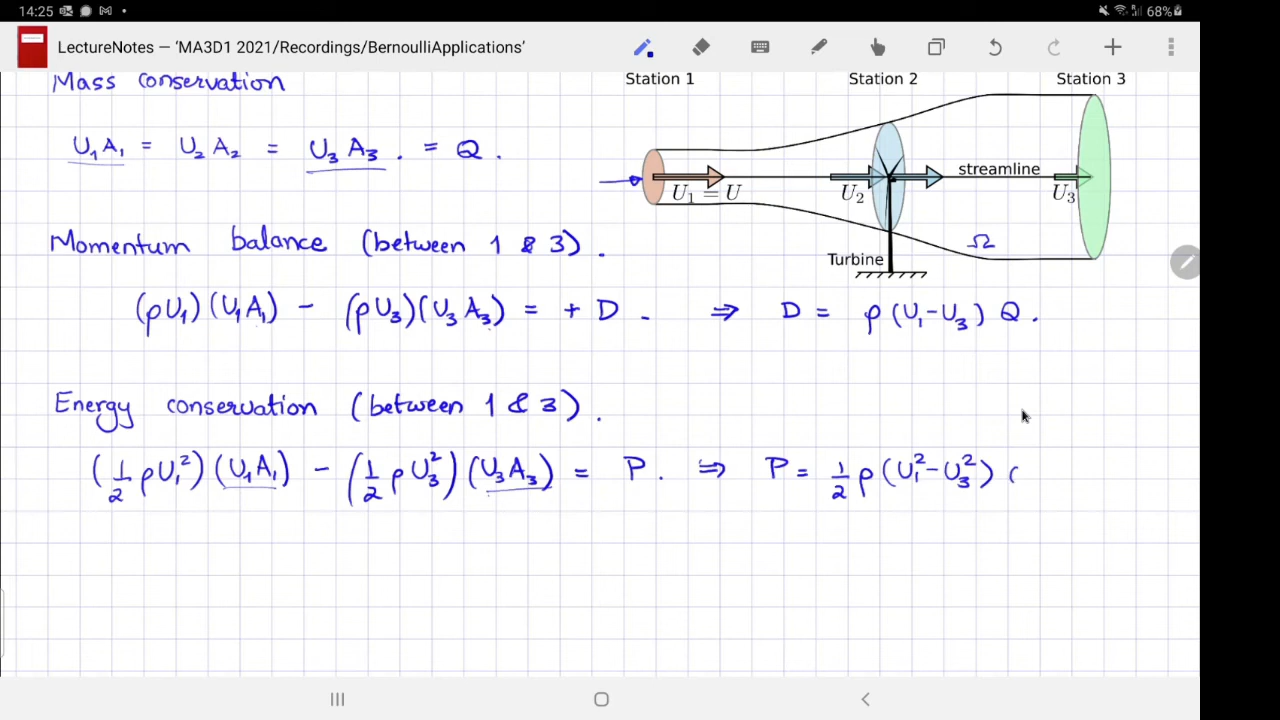 14:25 68%
LectureNotes — ‘MA3D1 2021/Recordings/BernoulliApplications’
Mass conservation
Station 1 Station 2 Station 3
U₁A₁ = U₂A₂ = U₃A₃ . = Q .
streamline
U₁ = U U₂ U₃
Momentum balance (between 1 & 3) .
Ω
Turbine
(ρU₁)(U₁A₁) − (ρU₃)(U₃A₃) = + D . ⇒ D = ρ(U₁−U₃) Q .
Energy conservation (between 1 & 3) .
(½ρU₁²)(U₁A₁) − (½ρU₃²)(U₃A₃) = P . ⇒ P = ½ρ(U₁²−U₃²) (